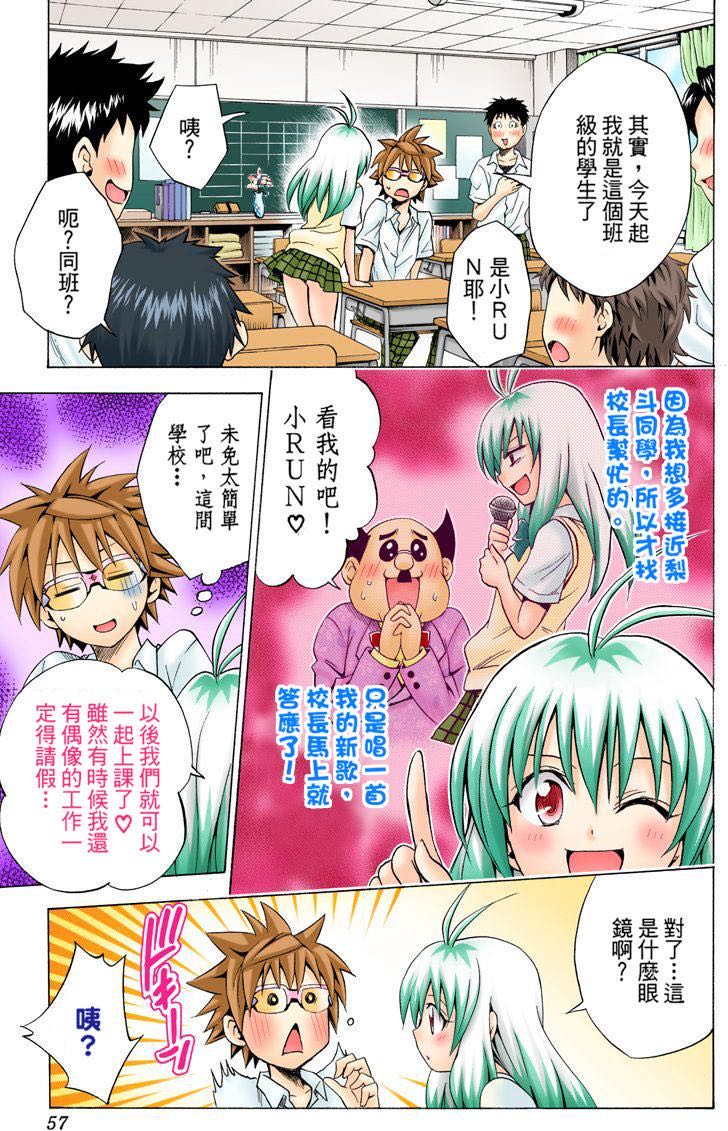 其實，今天起
我就是這個班
級的學生了
是小RU
N耶！
咦？
呃？同班？
因為我想多接近梨
斗同學，所以才找
校長幫忙的。
看我的吧！
小RUN♡
只是唱一首
我的新歌，
校長馬上就
答應了！
未免太簡單
了吧，這間
學校…
以後我們就可以
一起上課了♡
雖然有時候我還
有偶像的工作一
定得請假…
對了…這
是什麼眼
鏡啊？
ドキーッ
咦？
57